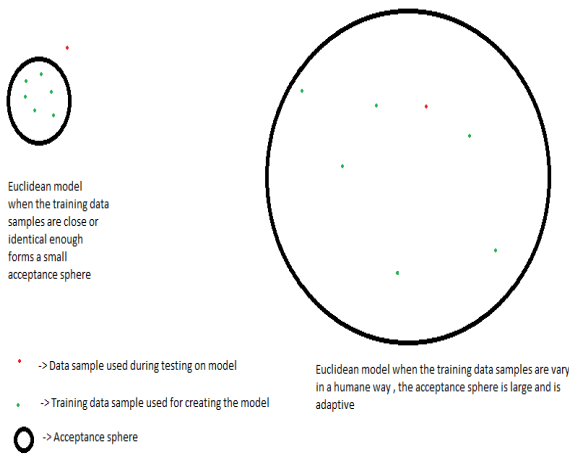 Euclidean model
when the training data
samples are close or
identical enough
forms a small
acceptance sphere
Euclidean model when the training data samples are vary
in a humane way , the acceptance sphere is large and is
adaptive
-> Data sample used during testing on model
-> Training data sample used for creating the model
-> Acceptance sphere